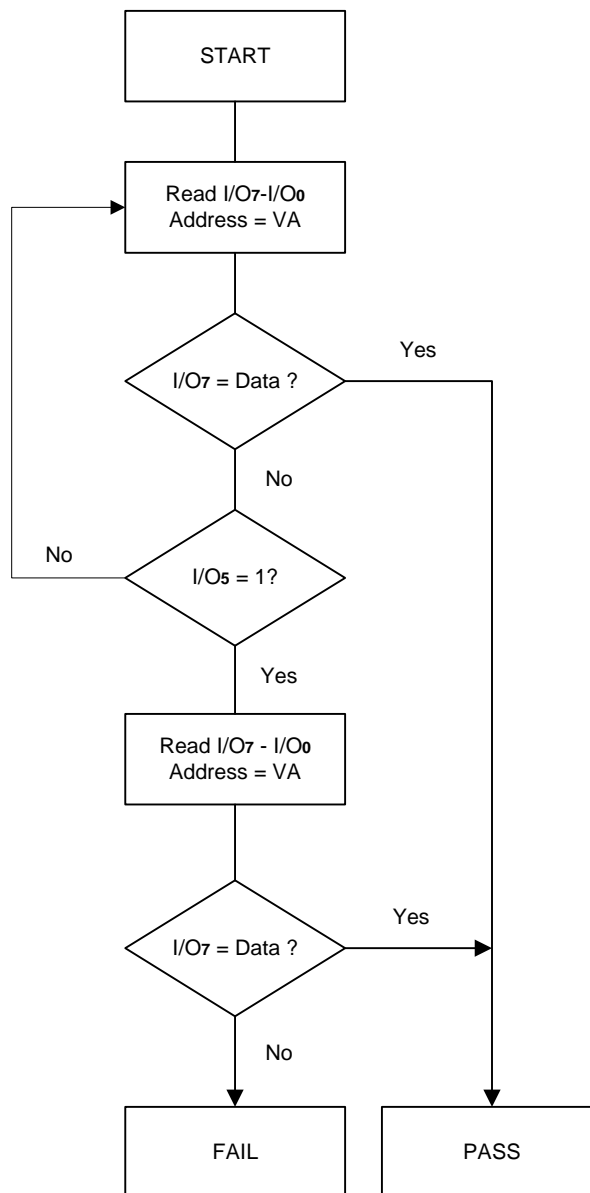 START
Read I/O7-I/O0
Address = VA
Yes
I/O7 = Data ?
No
No
I/O5 = 1?
Yes
Read I/O7 - I/O0
Address = VA
Yes
I/O7 = Data ?
No
FAIL
PASS